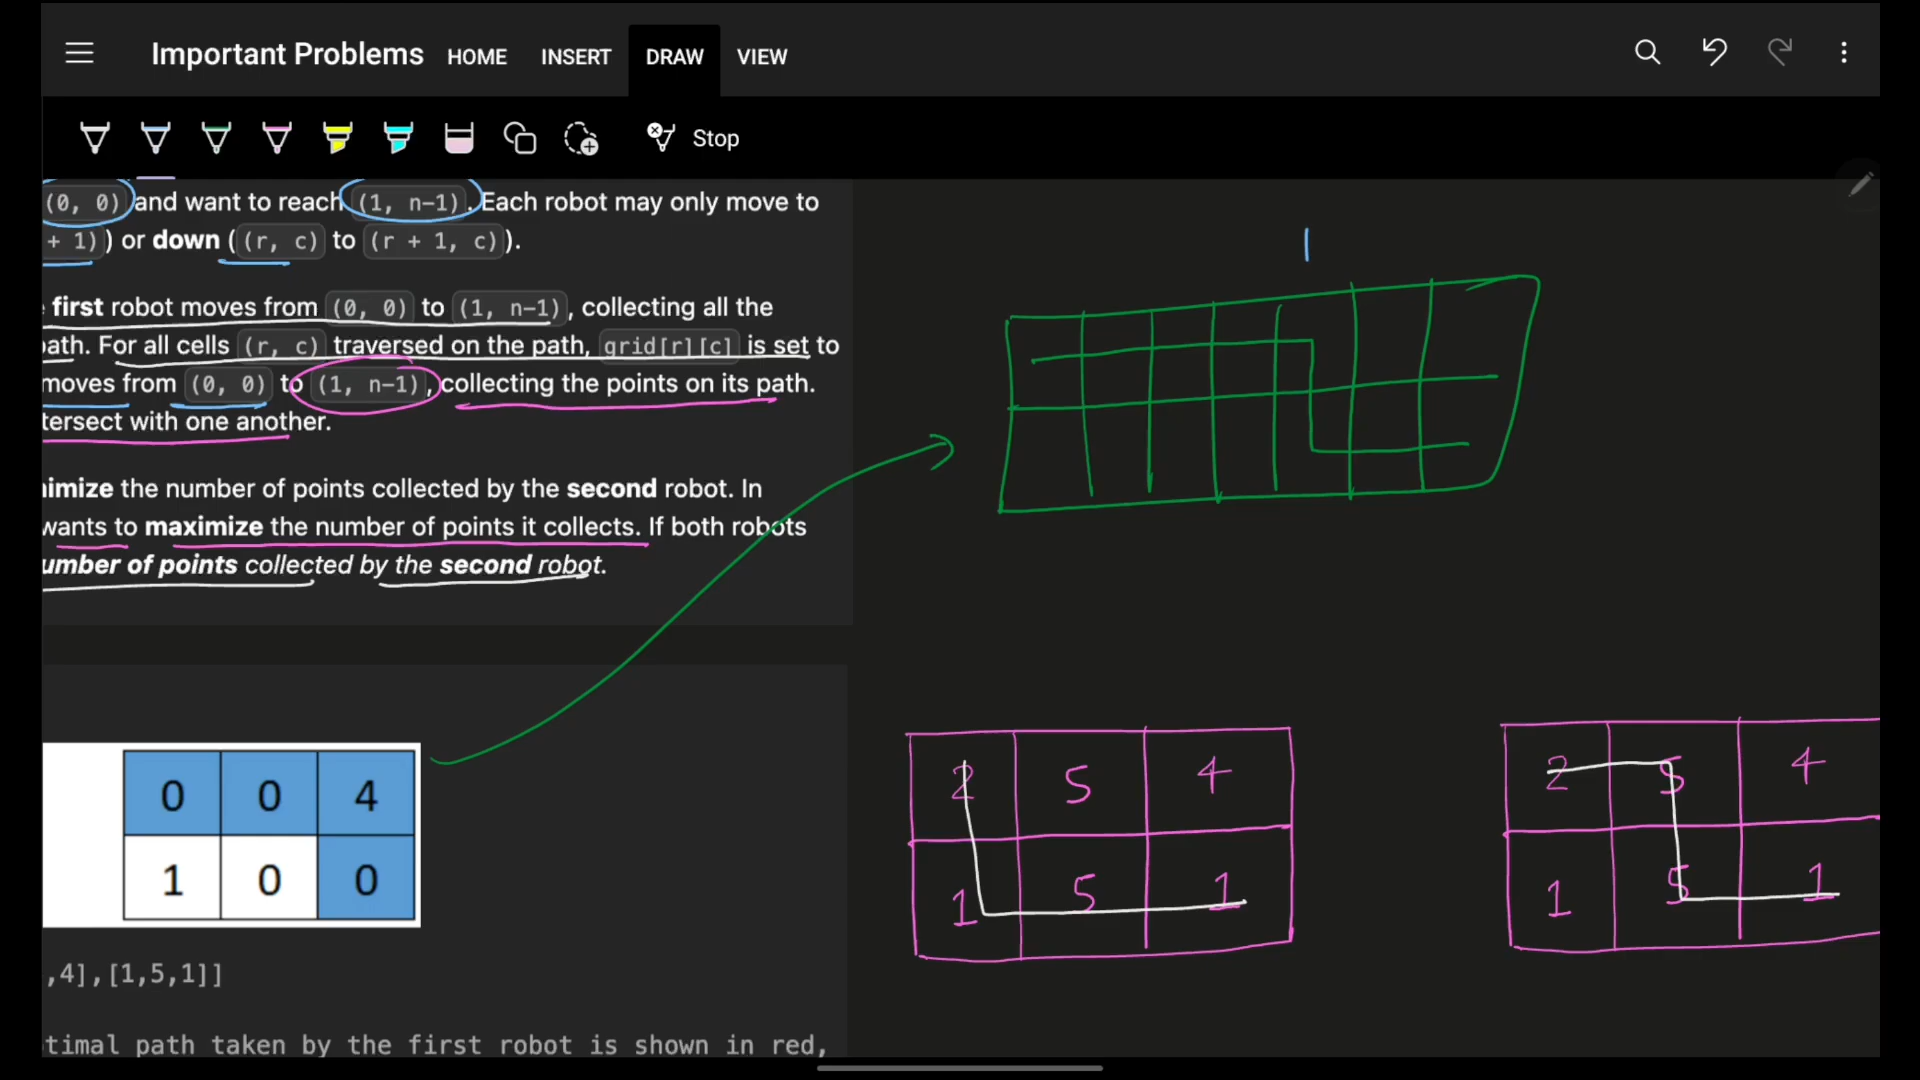 Important Problems HOME INSERT DRAW VIEW
Stop
(0, 0) and want to reach (1, n-1). Each robot may only move to
+ 1)) or down ((r, c) to (r + 1, c)).
first robot moves from (0, 0) to (1, n-1), collecting all the
ath. For all cells (r, c) traversed on the path, grid[r][c] is set to
moves from (0, 0) to (1, n-1), collecting the points on its path.
tersect with one another.
imize the number of points collected by the second robot. In
wants to maximize the number of points it collects. If both robots
umber of points collected by the second robot.
0 0 4
1 0 0
2 5 4
1 5 1
2 5 4
1 5 1
,4],[1,5,1]]
timal path taken by the first robot is shown in red,